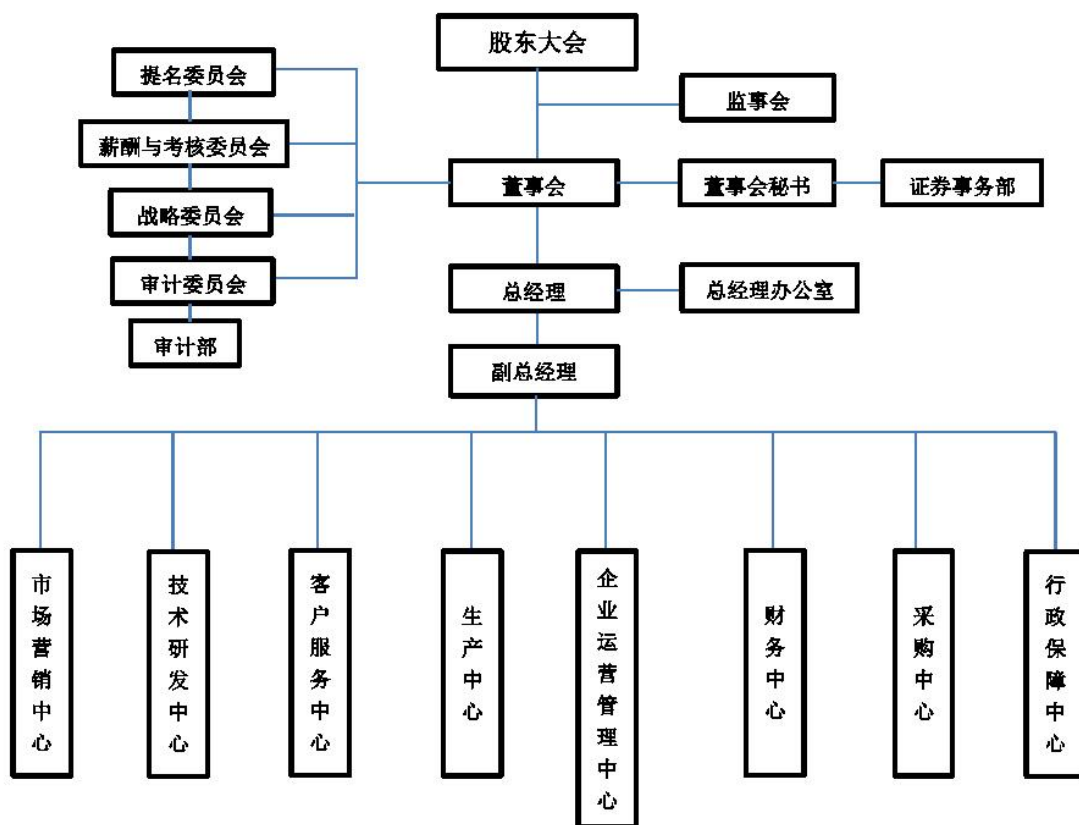 股东大会
提名委员会
监事会
薪酬与考核委员会
董事会
董事会秘书
证券事务部
战略委员会
审计委员会
总经理
总经理办公室
审计部
副总经理
市场营销中心
技术研发中心
客户服务中心
生产中心
企业运营管理中心
财务中心
采购中心
行政保障中心